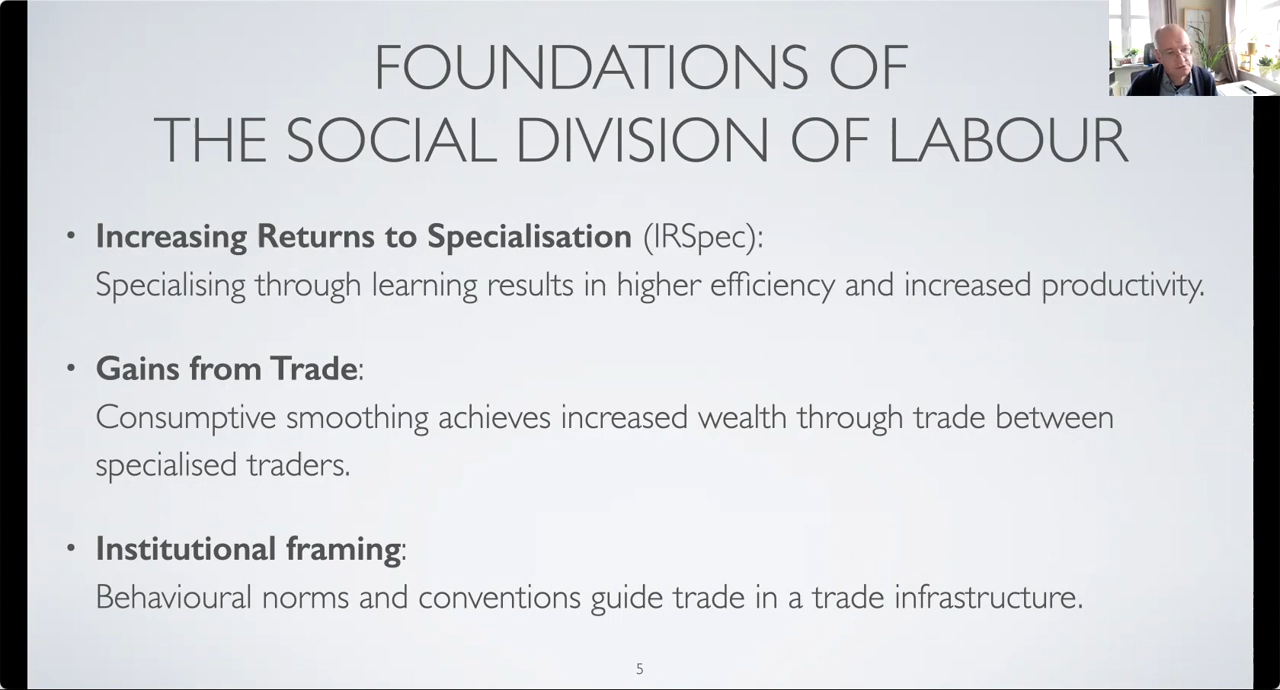 FOUNDATIONS OF
THE SOCIAL DIVISION OF LABOUR
• Increasing Returns to Specialisation (IRSpec):
Specialising through learning results in higher efficiency and increased productivity.
• Gains from Trade:
Consumptive smoothing achieves increased wealth through trade between
specialised traders.
• Institutional framing:
Behavioural norms and conventions guide trade in a trade infrastructure.
5